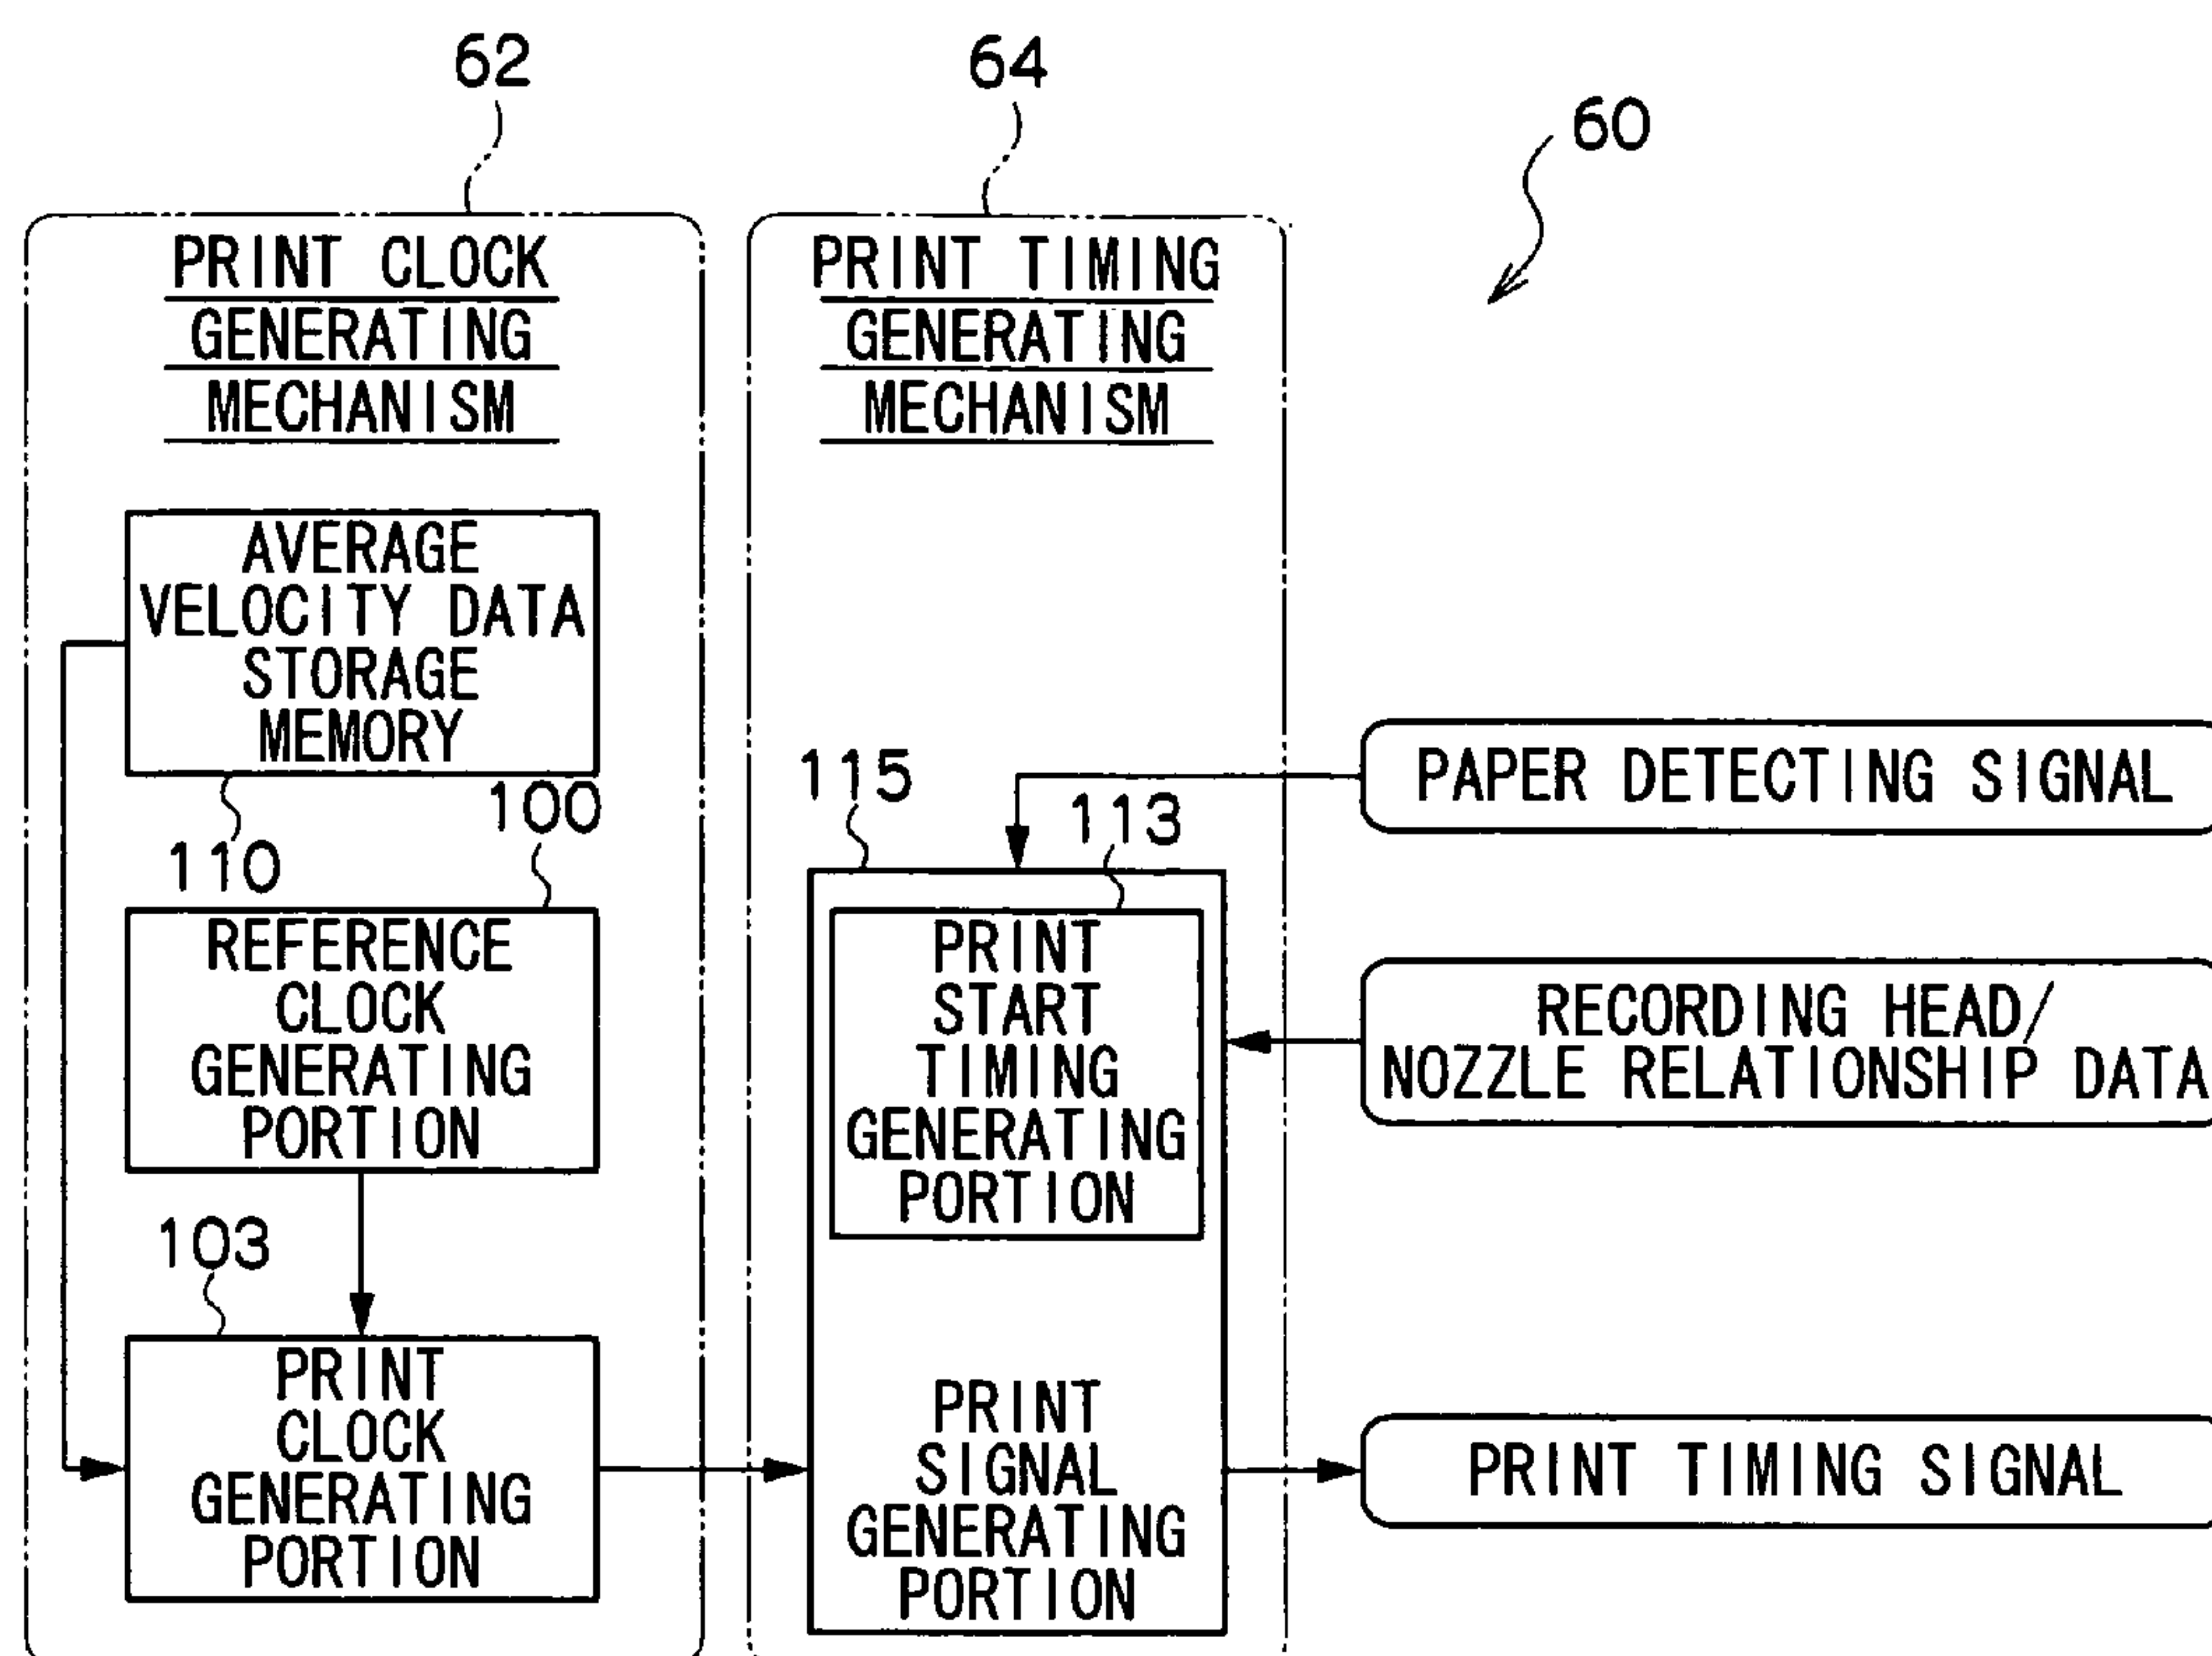 62
64
60
PRINT CLOCK
GENERATING
MECHANISM
PRINT TIMING
GENERATING
MECHANISM
AVERAGE
VELOCITY DATA
STORAGE
MEMORY
110
100
REFERENCE
CLOCK
GENERATING
PORTION
103
PRINT
CLOCK
GENERATING
PORTION
115
113
PRINT
START
TIMING
GENERATING
PORTION
PRINT
SIGNAL
GENERATING
PORTION
PAPER DETECTING SIGNAL
RECORDING HEAD/
NOZZLE RELATIONSHIP DATA
PRINT TIMING SIGNAL